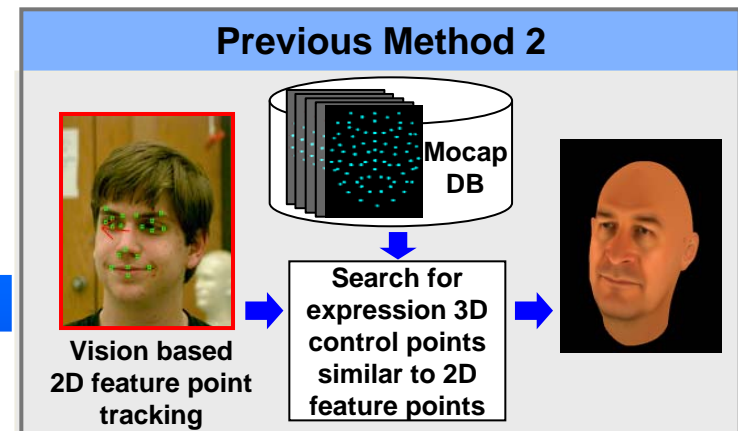 Previous Method 2
Mocap
DB
Search for
expression 3D
control points
similar to 2D
feature points
Vision based
2D feature point
tracking